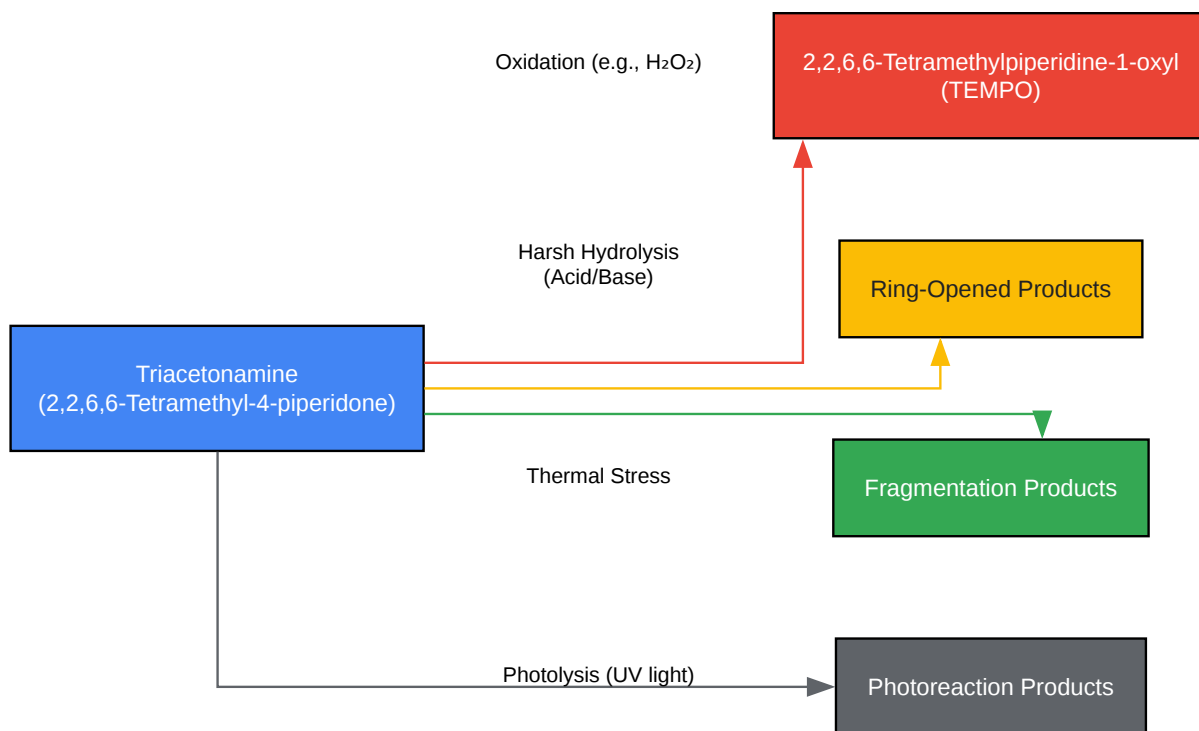 Oxidation (e.g., H₂O₂)
2,2,6,6-Tetramethylpiperidine-1-oxyl
(TEMPO)
Harsh Hydrolysis
(Acid/Base)
Ring-Opened Products
Triacetonamine
(2,2,6,6-Tetramethyl-4-piperidone)
Thermal Stress
Fragmentation Products
Photolysis (UV light)
Photoreaction Products